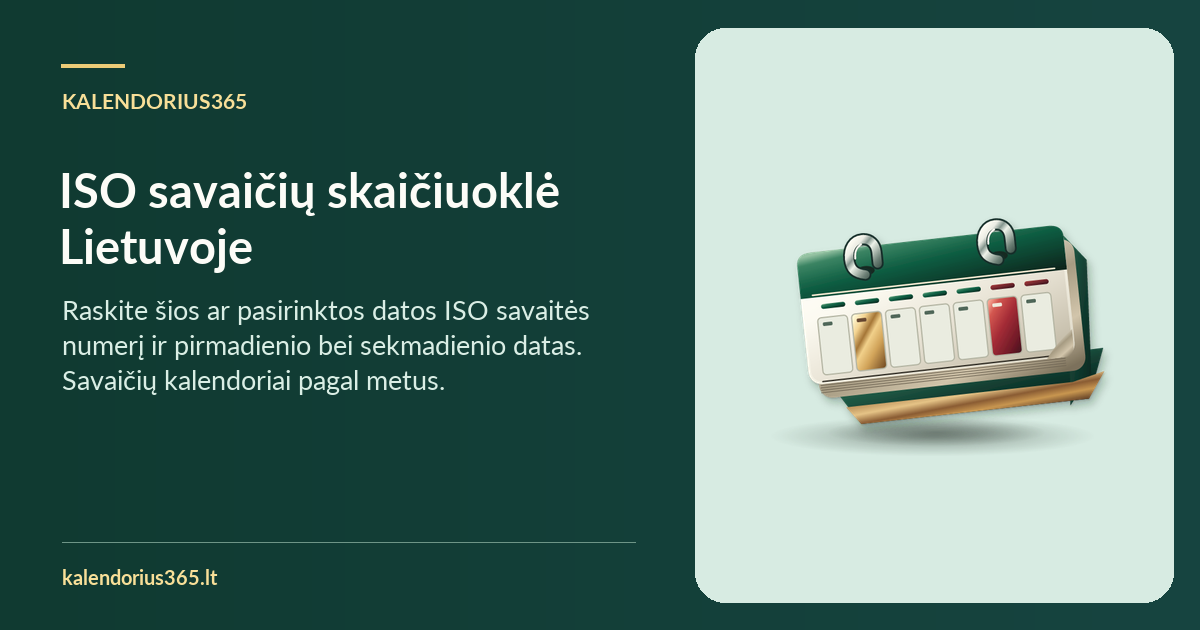 KALENDORIUS365
ISO savaičių skaičiuoklė
Lietuvoje
Raskite šios ar pasirinktos datos ISO savaitės
numerį ir pirmadienio bei sekmadienio datas.
Savaičių kalendoriai pagal metus.
kalendorius365.lt